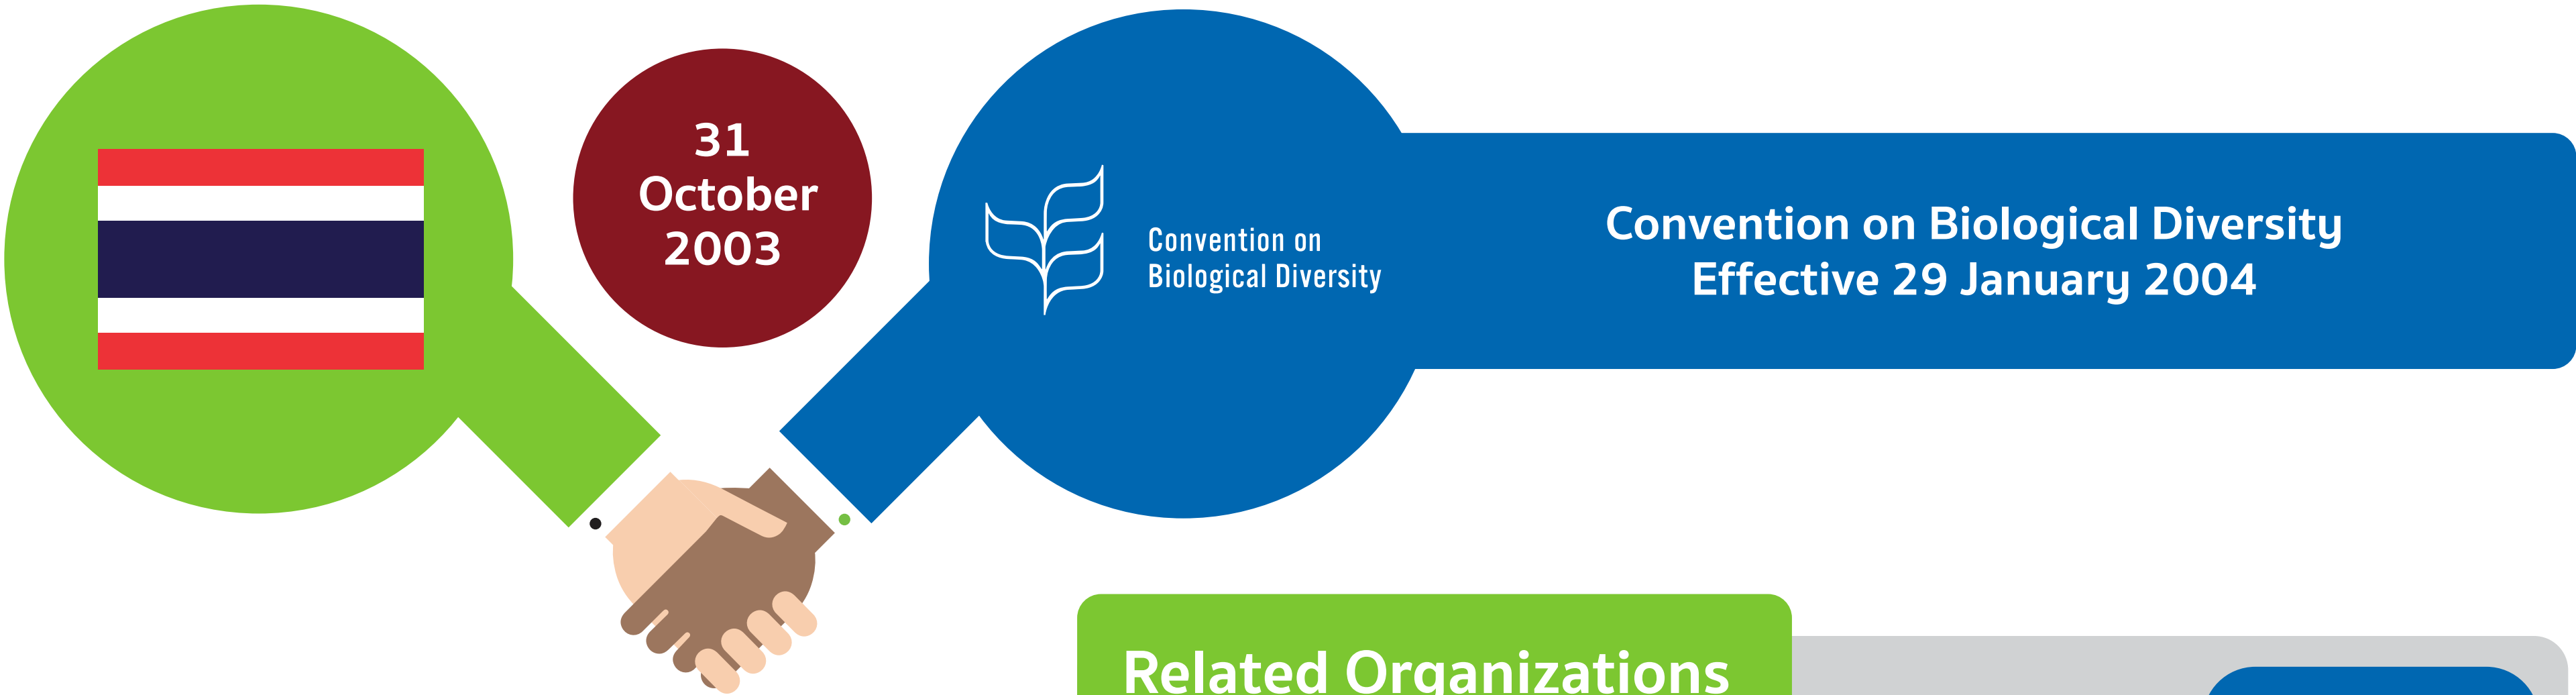 31
October
2003
Convention on
Biological Diversity
Convention on Biological Diversity
Effective 29 January 2004
Related Organizations